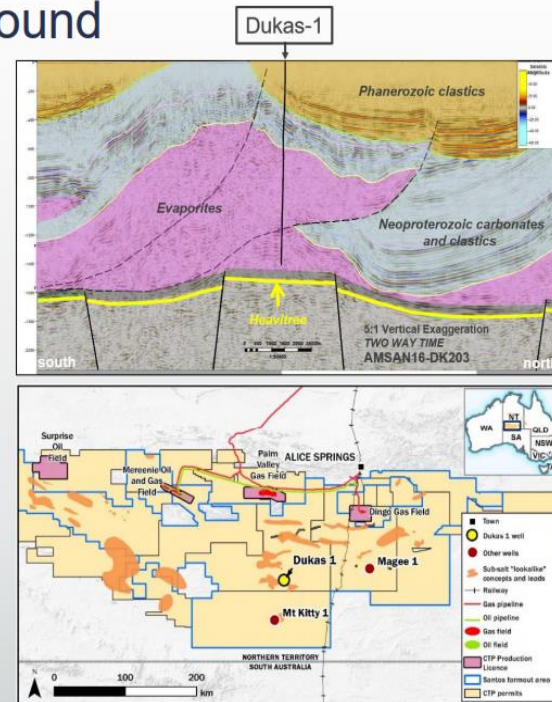 ound
Dukas-1
Phanerozoic clastics
Evaporites
Neoproterozoic carbonates
and clastics
Heavitree
5:1 Vertical Exaggeration
TWO WAY TIME
AMSAN16-DK203
south
north
Surprise
Oil
Field
Mereenie Oil
and Gas
Field
Palm
Valley
Gas Field
ALICE SPRINGS
Dingo Gas Field
Dukas 1
Magee 1
Mt Kitty 1
NORTHERN TERRITORY
SOUTH AUSTRALIA
N
0 50 100 200
km
WA
NT
SA
QLD
NSW
VIC
Town
Dukas 1 well
Other wells
Sub-salt "lookalike"
concepts and leads
Railway
Gas pipeline
Oil pipeline
Gas field
Oil field
CTP Production
Licence
Santos farmout area
CTP permits